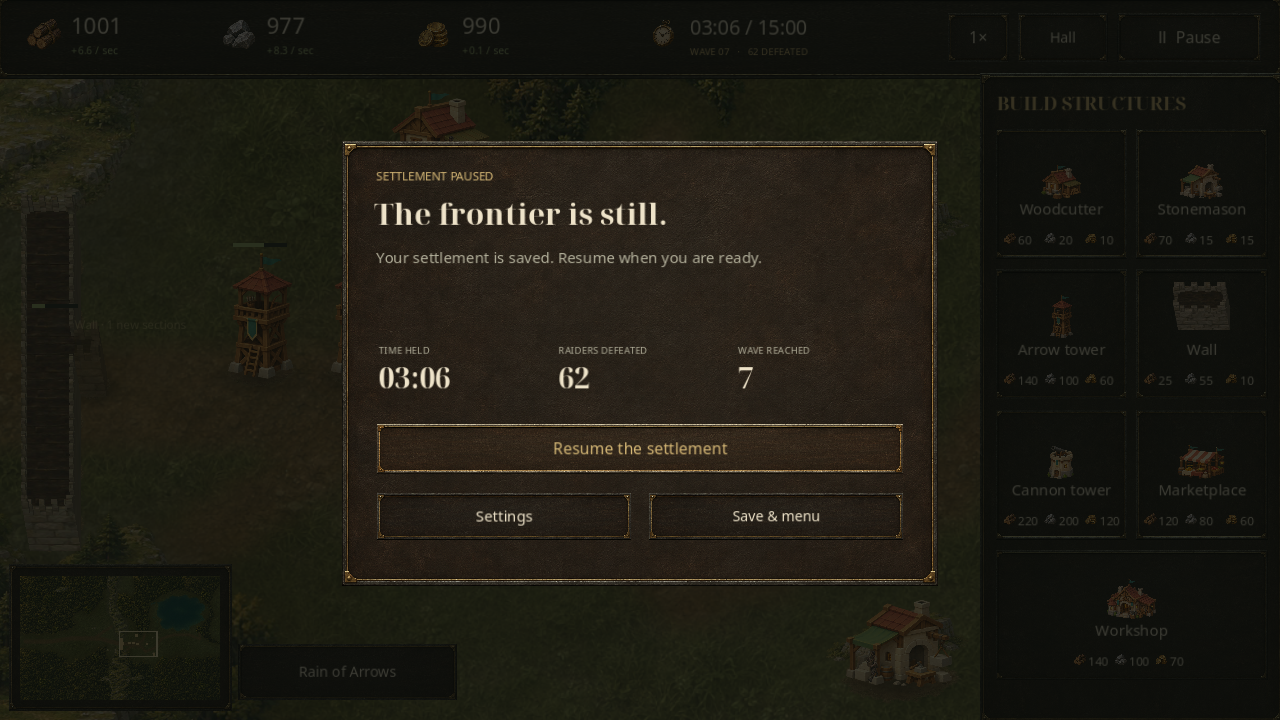 1001
+6.6 / sec
977
+8.3 / sec
990
+0.1 / sec
03:06 / 15:00
WAVE 07 · 62 DEFEATED
1×
Hall
Pause
BUILD STRUCTURES
Woodcutter
60 20 10
Stonemason
70 15 15
Arrow tower
140 100 60
Wall
25 55 10
Cannon tower
220 200 120
Marketplace
120 80 60
Workshop
140 100 70
SETTLEMENT PAUSED
The frontier is still.
Your settlement is saved. Resume when you are ready.
TIME HELD
03:06
RAIDERS DEFEATED
62
WAVE REACHED
7
Resume the settlement
Settings
Save & menu
Wall · 1 new sections
Rain of Arrows